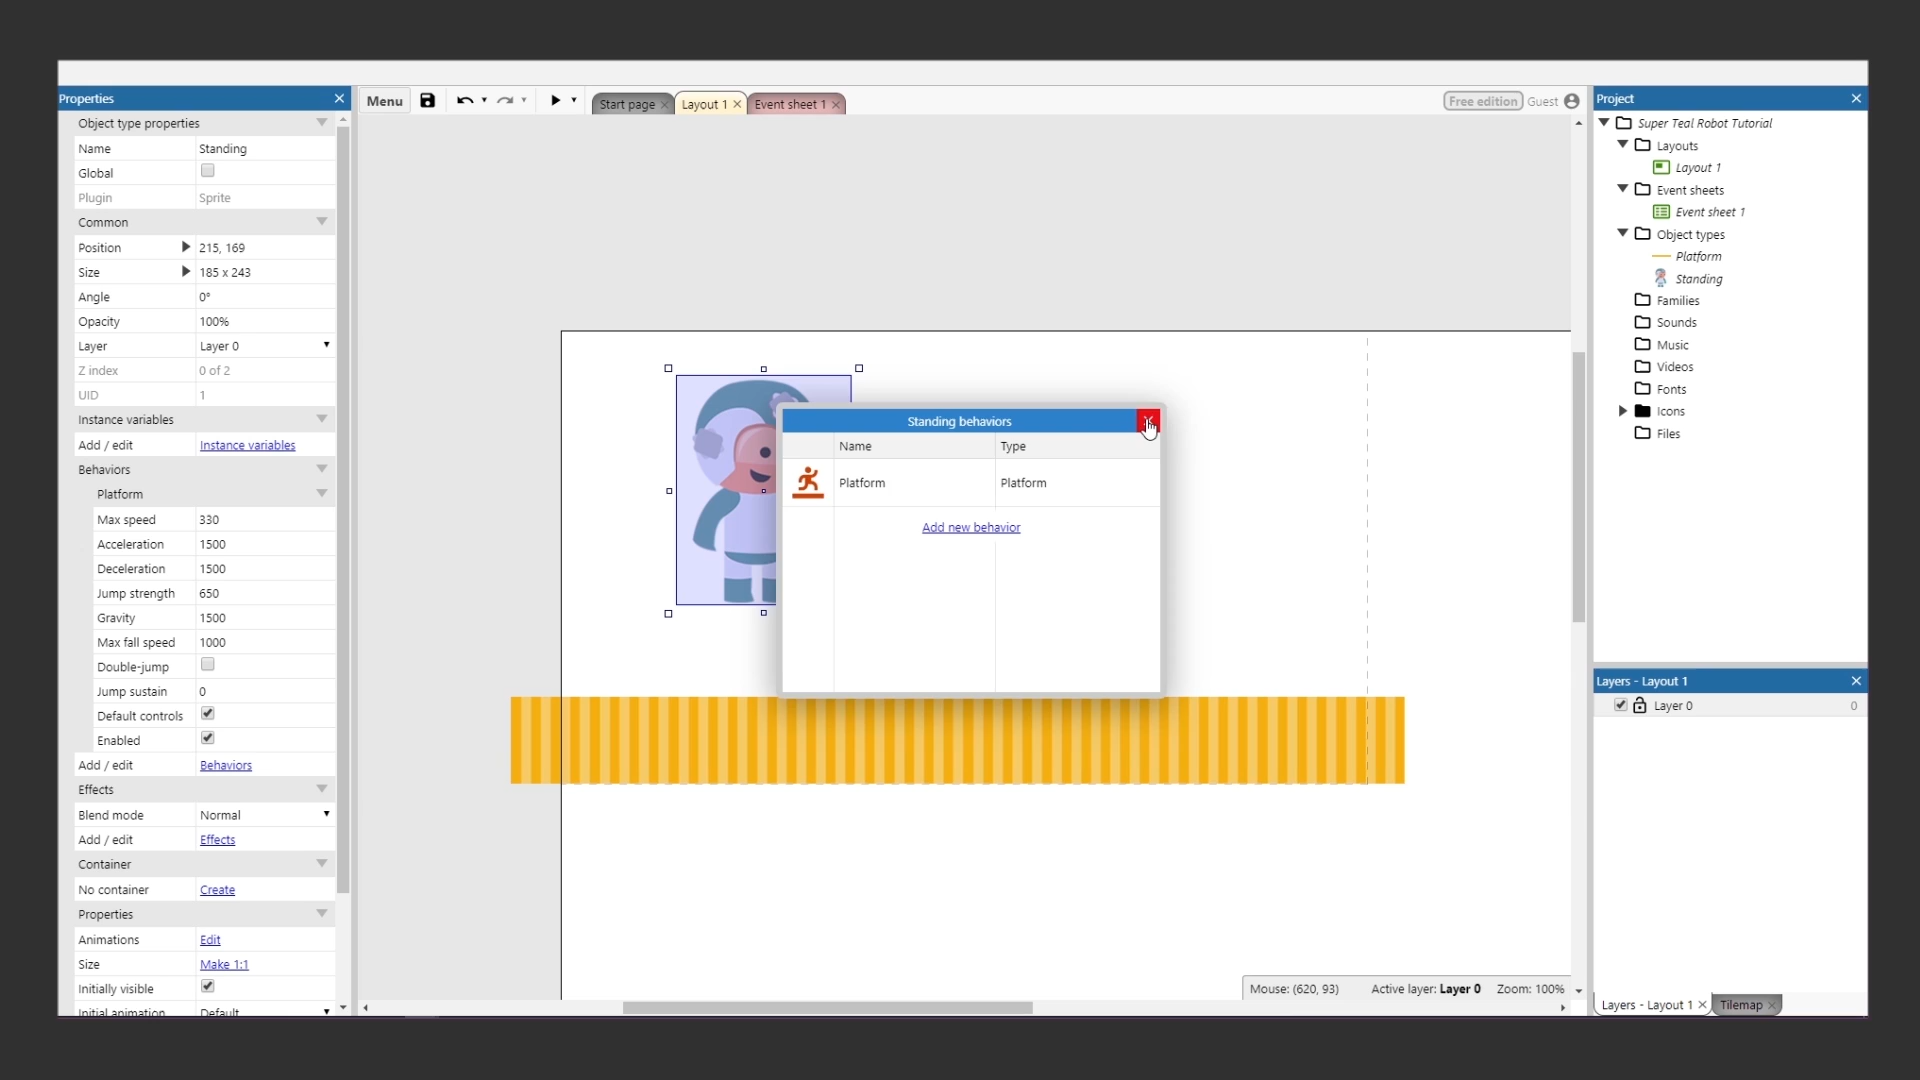 Properties
Object type properties
Name Standing
Global
Plugin Sprite
Common
Position 215, 169
Size 185 x 243
Angle 0°
Opacity 100%
Layer Layer 0
Z index 0 of 2
UID 1
Instance variables
Add / edit Instance variables
Behaviors
Platform
Max speed 330
Acceleration 1500
Deceleration 1500
Jump strength 650
Gravity 1500
Max fall speed 1000
Double-jump
Jump sustain 0
Default controls
Enabled
Add / edit Behaviors
Effects
Blend mode Normal
Add / edit Effects
Container
No container Create
Properties
Animations Edit
Size Make 1:1
Initially visible
Initial animation Default
Menu
Start page
Layout 1
Event sheet 1
Free edition Guest
Standing behaviors
Name Type
Platform Platform
Add new behavior
Mouse: (620, 93) Active layer: Layer 0 Zoom: 100%
Project
Super Teal Robot Tutorial
Layouts
Layout 1
Event sheets
Event sheet 1
Object types
Platform
Standing
Families
Sounds
Music
Videos
Fonts
Icons
Files
Layers - Layout 1
Layer 0 0
Layers - Layout 1 Tilemap